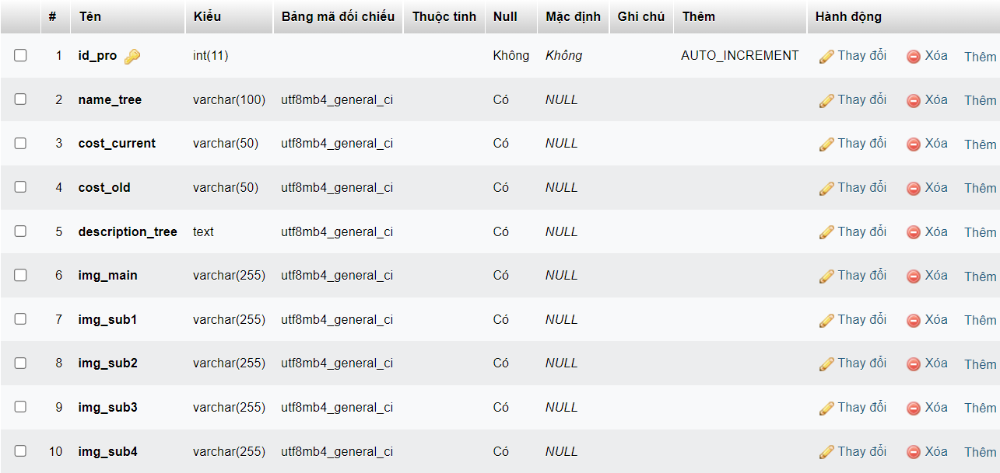 # Tên Kiểu Bảng mã đối chiếu Thuộc tính Null Mặc định Ghi chú Thêm Hành động
1 id_pro int(11) Không Không AUTO_INCREMENT Thay đổi Xóa Thêm
2 name_tree varchar(100) utf8mb4_general_ci Có NULL Thay đổi Xóa Thêm
3 cost_current varchar(50) utf8mb4_general_ci Có NULL Thay đổi Xóa Thêm
4 cost_old varchar(50) utf8mb4_general_ci Có NULL Thay đổi Xóa Thêm
5 description_tree text utf8mb4_general_ci Có NULL Thay đổi Xóa Thêm
6 img_main varchar(255) utf8mb4_general_ci Có NULL Thay đổi Xóa Thêm
7 img_sub1 varchar(255) utf8mb4_general_ci Có NULL Thay đổi Xóa Thêm
8 img_sub2 varchar(255) utf8mb4_general_ci Có NULL Thay đổi Xóa Thêm
9 img_sub3 varchar(255) utf8mb4_general_ci Có NULL Thay đổi Xóa Thêm
10 img_sub4 varchar(255) utf8mb4_general_ci Có NULL Thay đổi Xóa Thêm